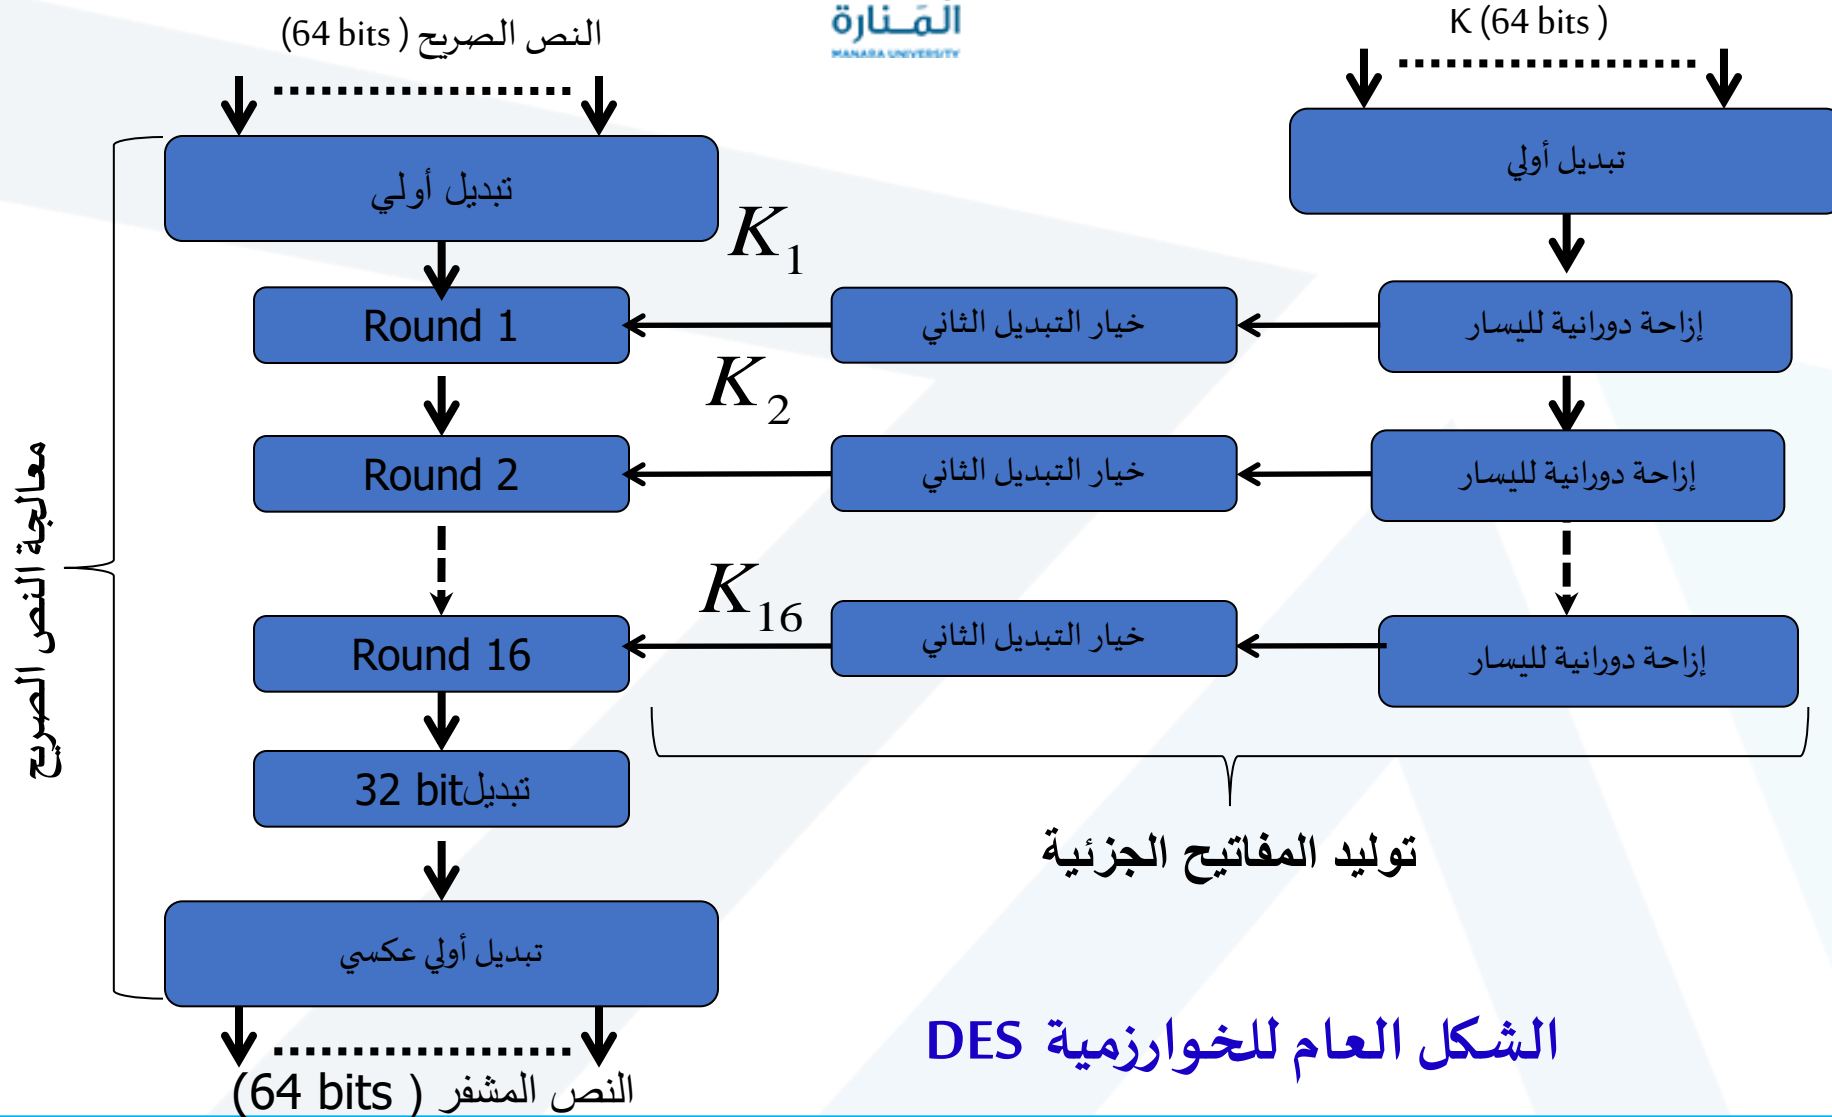 المَنارة
MANARA UNIVERSITY
النص الصريح (64 bits )
K (64 bits )
تبديل أولي
تبديل أولي
K1
Round 1
خيار التبديل الثاني
إزاحة دورانية لليسار
K2
Round 2
خيار التبديل الثاني
إزاحة دورانية لليسار
K16
Round 16
خيار التبديل الثاني
إزاحة دورانية لليسار
معالجة النص الصريح
تبديل32 bit
توليد المفاتيح الجزئية
تبديل أولي عكسي
الشكل العام للخوارزمية DES
النص المشفر (64 bits )